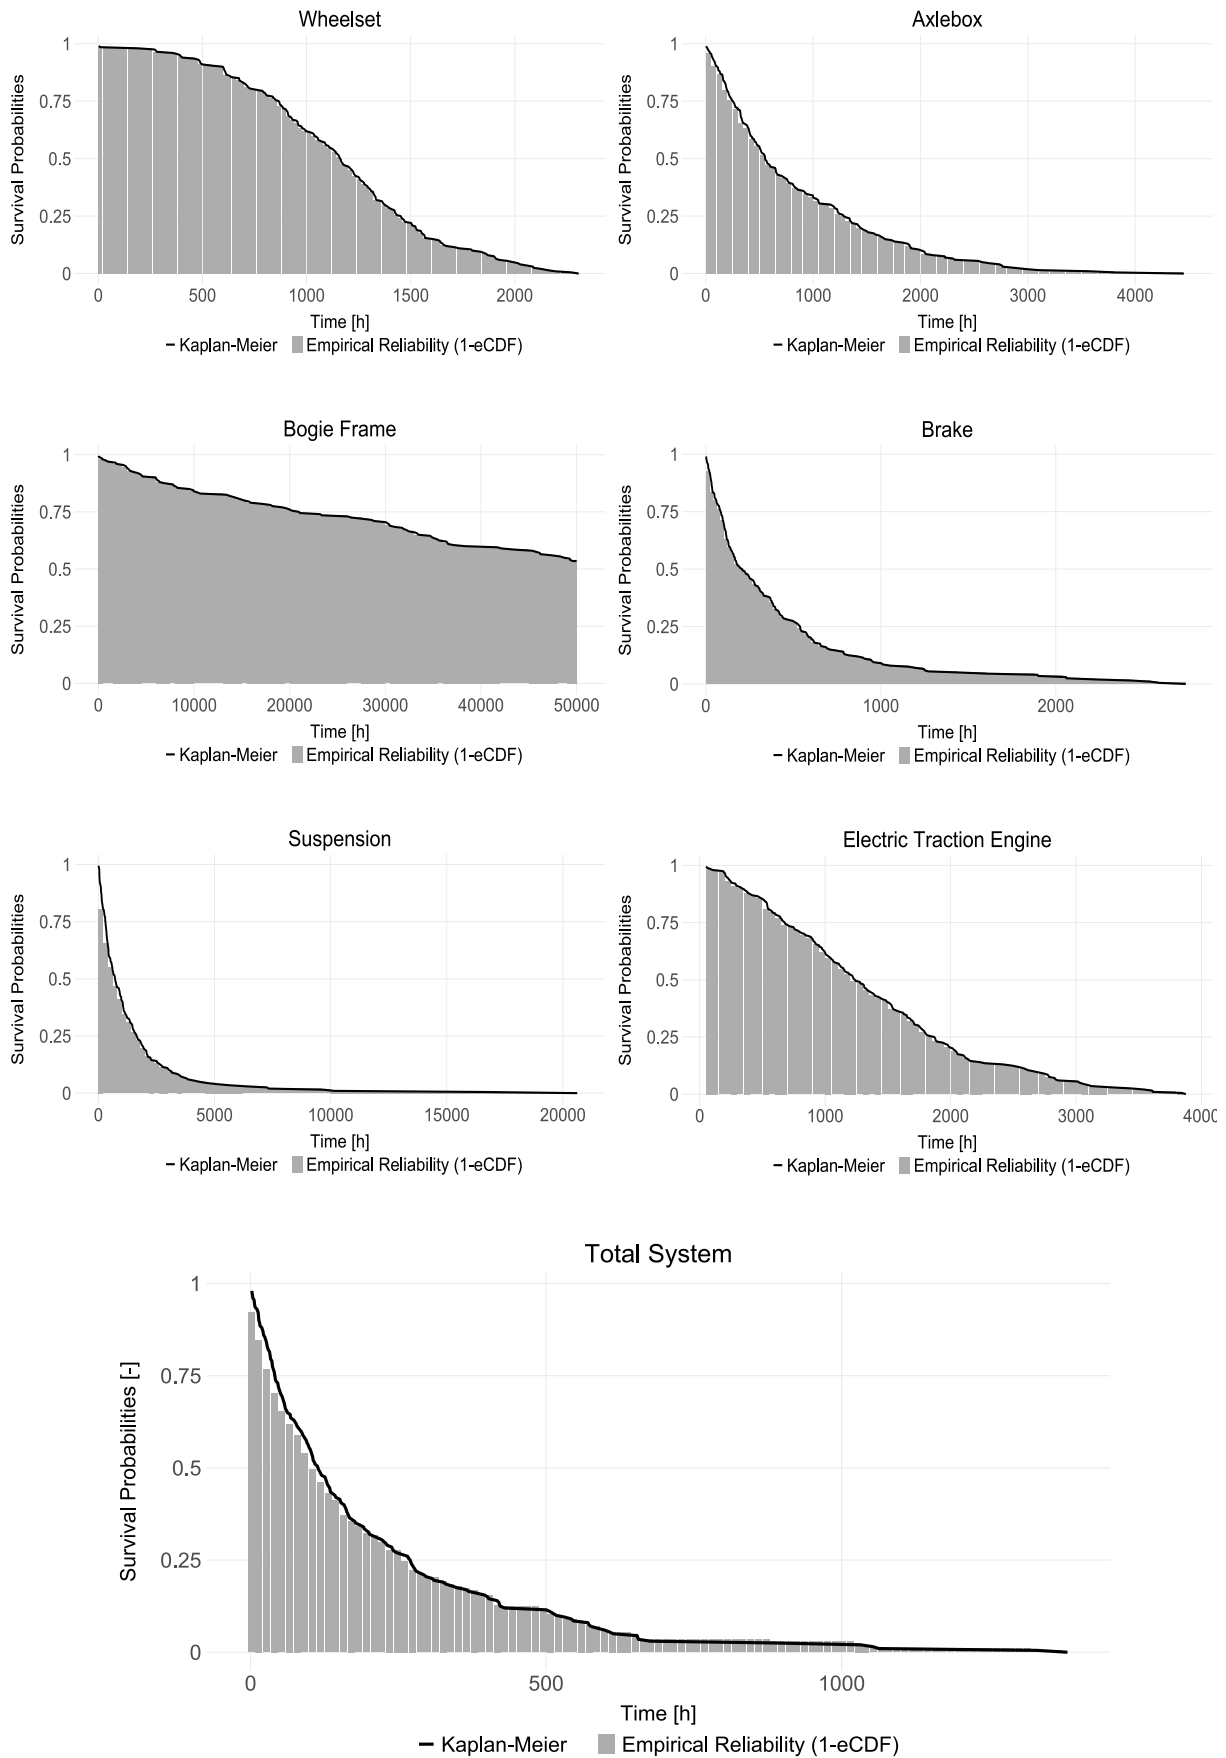 Wheelset
Survival Probabilities
1
0.75
0.5
0.25
0
0 500 1000 1500 2000
Time [h]
Kaplan-Meier Empirical Reliability (1-eCDF)
Axlebox
Survival Probabilities
1
0.75
0.5
0.25
0
0 1000 2000 3000 4000
Time [h]
Kaplan-Meier Empirical Reliability (1-eCDF)
Bogie Frame
Survival Probabilities
1
0.75
0.5
0.25
0
0 10000 20000 30000 40000 50000
Time [h]
Kaplan-Meier Empirical Reliability (1-eCDF)
Brake
Survival Probabilities
1
0.75
0.5
0.25
0
0 1000 2000
Time [h]
Kaplan-Meier Empirical Reliability (1-eCDF)
Suspension
Survival Probabilities
1
0.75
0.5
0.25
0
0 5000 10000 15000 20000
Time [h]
Kaplan-Meier Empirical Reliability (1-eCDF)
Electric Traction Engine
Survival Probabilities
1
0.75
0.5
0.25
0
0 1000 2000 3000 4000
Time [h]
Kaplan-Meier Empirical Reliability (1-eCDF)
Total System
Survival Probabilities [-]
1
0.75
0.5
0.25
0
0 500 1000
Time [h]
Kaplan-Meier Empirical Reliability (1-eCDF)